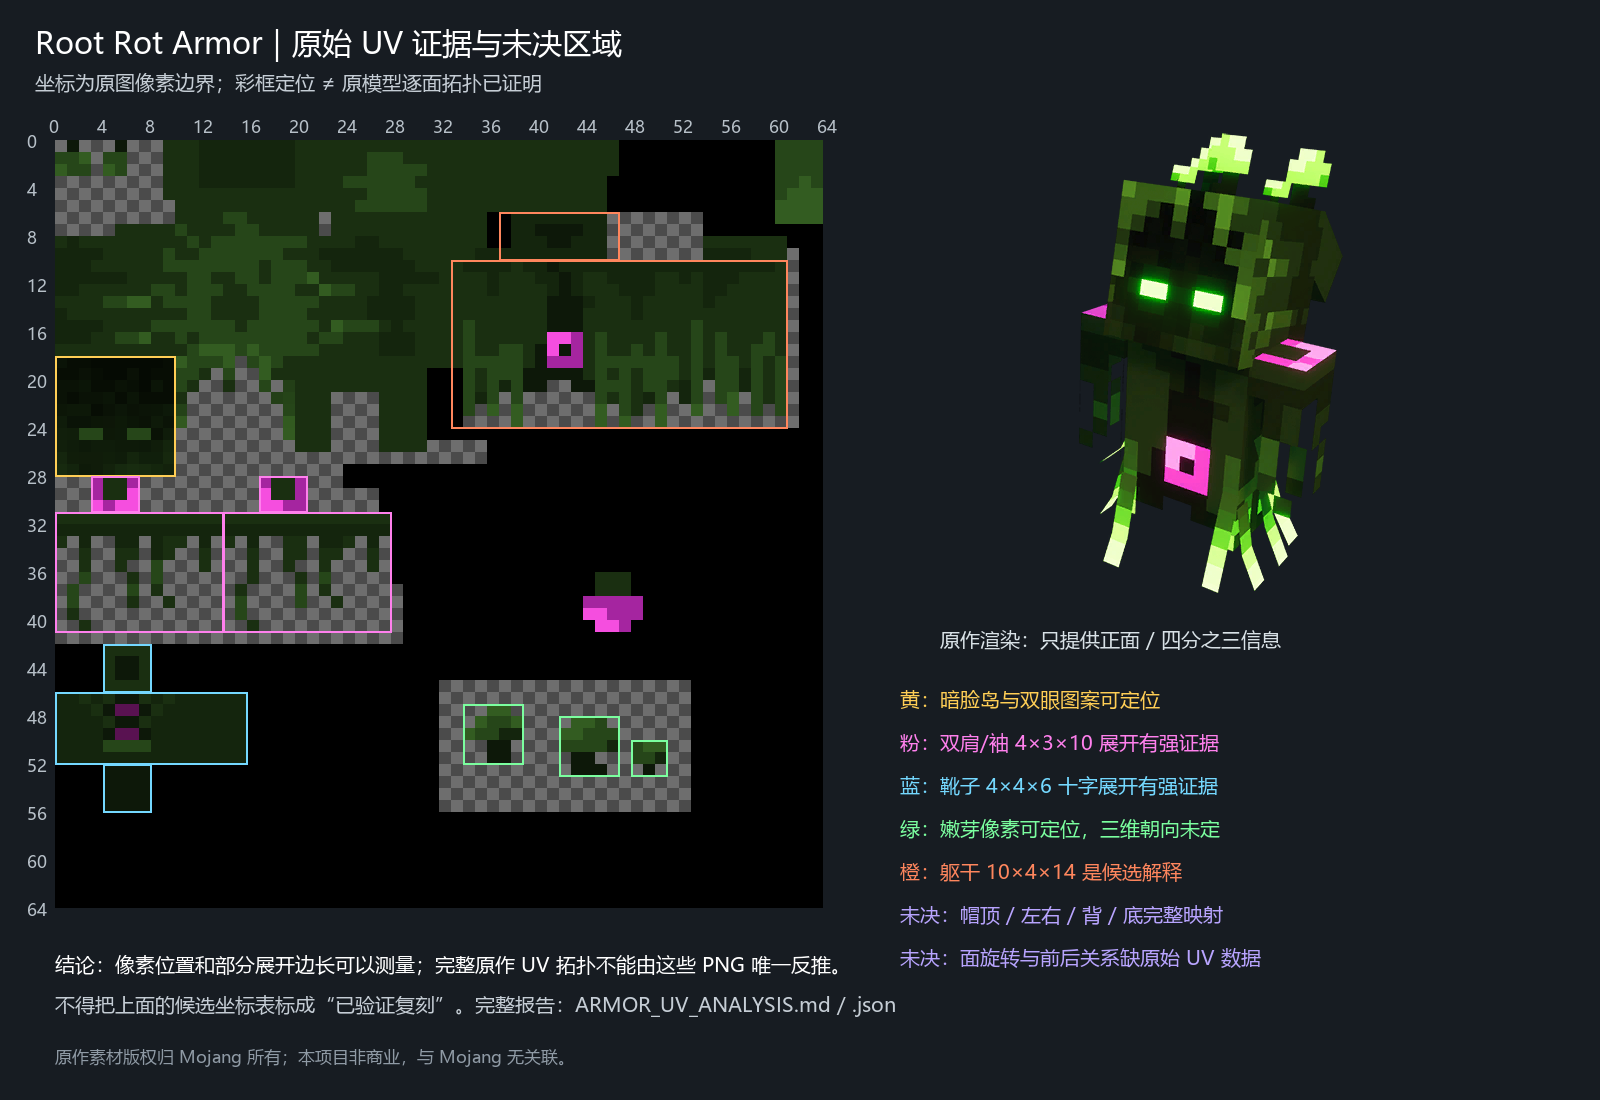 Root Rot Armor | 原始 UV 证据与未决区域
坐标为原图像素边界；彩框定位 ≠ 原模型逐面拓扑已证明
0 4 8 12 16 20 24 28 32 36 40 44 48 52 56 60 64
0
4
8
12
16
20
24
28
32
36
40
44
48
52
56
60
64
原作渲染：只提供正面 / 四分之三信息
黄：暗脸岛与双眼图案可定位
粉：双肩/袖 4×3×10 展开有强证据
蓝：靴子 4×4×6 十字展开有强证据
绿：嫩芽像素可定位，三维朝向未定
橙：躯干 10×4×14 是候选解释
未决：帽顶 / 左右 / 背 / 底完整映射
未决：面旋转与前后关系缺原始 UV 数据
结论：像素位置和部分展开边长可以测量；完整原作 UV 拓扑不能由这些 PNG 唯一反推。
不得把上面的候选坐标表标成“已验证复刻”。完整报告：ARMOR_UV_ANALYSIS.md / .json
原作素材版权归 Mojang 所有；本项目非商业，与 Mojang 无关联。